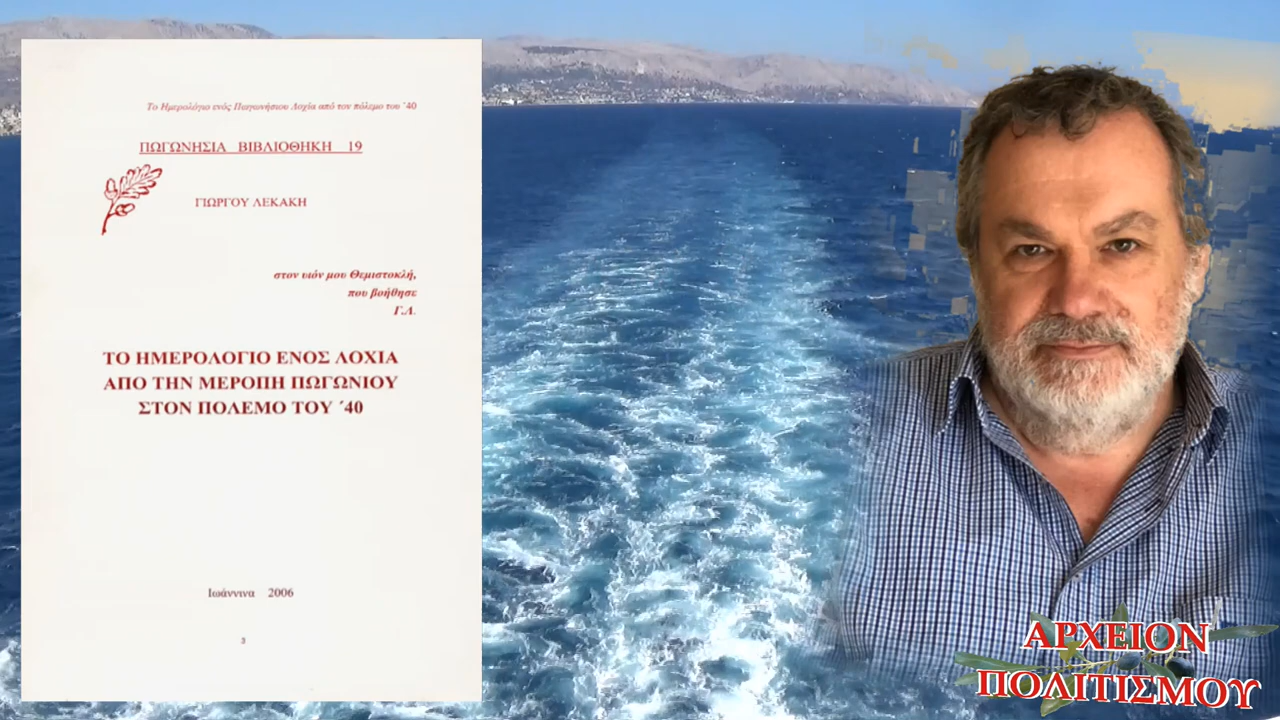 Το Ημερολόγιο ενός Πωγωνήσιου Λοχία από τον πόλεμο του ΄40
ΠΩΓΩΝΗΣΙΑ ΒΙΒΛΙΟΘΗΚΗ 19
ΓΙΩΡΓΟΥ ΛΕΚΑΚΗ
στον υιόν μου Θεμιστοκλή,
που βοήθησε
Γ.Λ.
ΤΟ ΗΜΕΡΟΛΟΓΙΟ ΕΝΟΣ ΛΟΧΙΑ
ΑΠΟ ΤΗΝ ΜΕΡΟΠΗ ΠΩΓΩΝΙΟΥ
ΣΤΟΝ ΠΟΛΕΜΟ ΤΟΥ ΄40
Ιωάννινα 2006
3
ΑΡΧΕΙΟΝ
ΠΟΛΙΤΙΣΜΟΥ